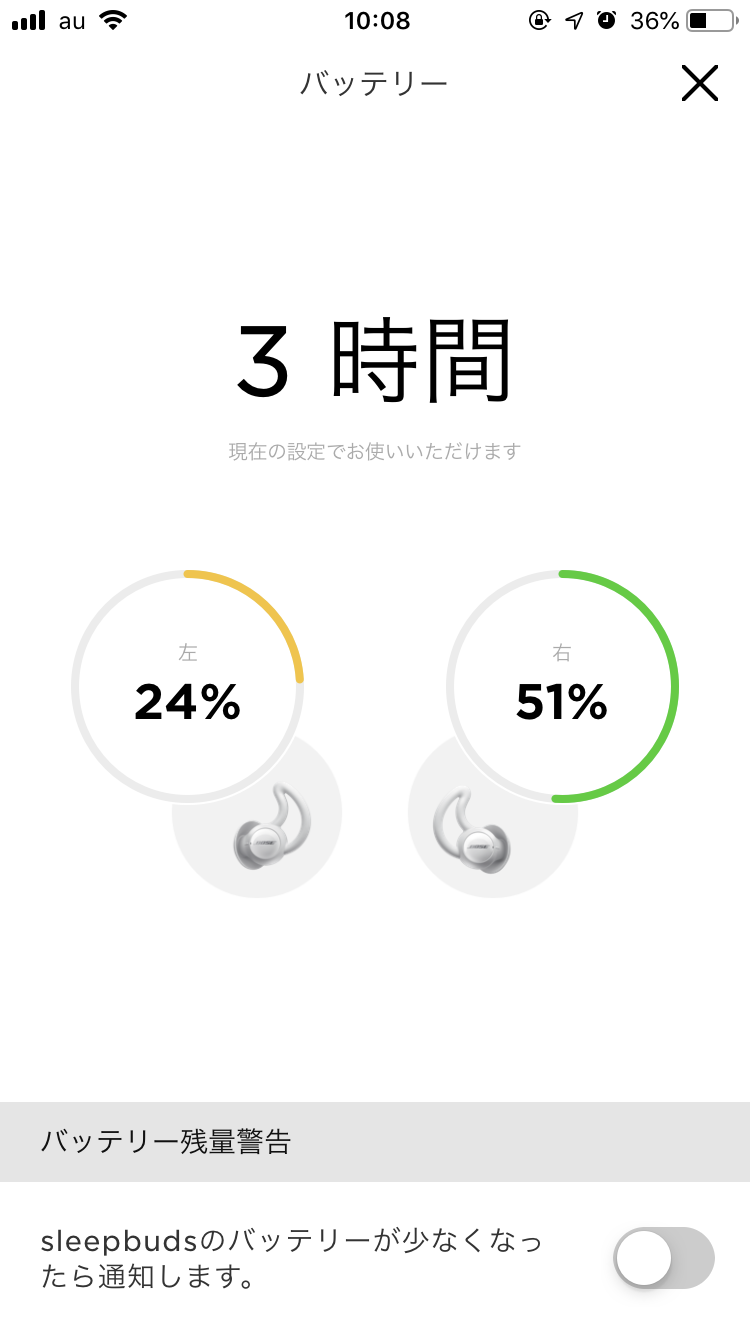 au 10:08 36%
バッテリー
3 時間
現在の設定でお使いいただけます
左 右
24% 51%
バッテリー残量警告
sleepbudsのバッテリーが少なくなっ
たら通知します。